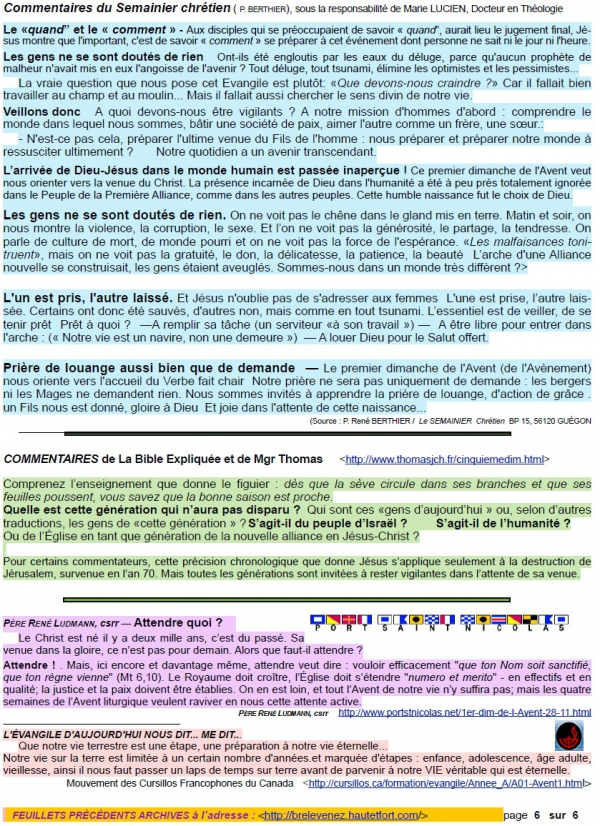 Commentaires du Semainier chrétien ( P. BERTHIER), sous la responsabilité de Marie LUCIEN, Docteur en Théologie
Le «quand" et le « comment » - Aux disciples qui se préoccupaient de savoir « quand", aurait lieu le jugement final, Jé-
sus montre que l'important, c'est de savoir « comment » se préparer à cet événement dont personne ne sait ni le jour ni l'heure.
Les gens ne se sont doutés de rien Ont-ils été engloutis par les eaux du déluge, parce qu'aucun prophète de
malheur n'avait mis en eux l'angoisse de l'avenir ? Tout déluge, tout tsunami, élimine les optimistes et les pessimistes...
La vraie question que nous pose cet Evangile est plutôt: «Que devons-nous craindre ?» Car il fallait bien
travailler au champ et au moulin... Mais il fallait aussi chercher le sens divin de notre vie.
Veillons donc A quoi devons-nous être vigilants ? A notre mission d'hommes d'abord : comprendre le
monde dans lequel nous sommes, bâtir une société de paix, aimer l'autre comme un frère, une sœur.:
- N'est-ce pas cela, préparer l'ultime venue du Fils de l'homme : nous préparer et préparer notre monde à
ressusciter ultimement ? Notre quotidien a un avenir transcendant.
L'arrivée de Dieu-Jésus dans le monde humain est passée inaperçue ! Ce premier dimanche de l'Avent veut
nous orienter vers la venue du Christ. La présence incarnée de Dieu dans l'humanité a été à peu près totalement ignorée
dans le Peuple de la Première Alliance, comme dans les autres peuples. Cette humble naissance fut le choix de Dieu.
Les gens ne se sont doutés de rien. On ne voit pas le chêne dans le gland mis en terre. Matin et soir, on
nous montre la violence, la corruption, le sexe. Et l'on ne voit pas la générosité, le partage, la tendresse. On
parle de culture de mort, de monde pourri et on ne voit pas la force de l'espérance. «Les malfaisances toni-
truent», mais on ne voit pas la gratuité, le don, la délicatesse, la patience, la beauté L'arche d'une Alliance
nouvelle se construisait, les gens étaient aveuglés. Sommes-nous dans un monde très différent ?>
L'un est pris, l'autre laissé. Et Jésus n'oublie pas de s'adresser aux femmes L'une est prise, l'autre lais-
sée. Certains ont donc été sauvés, d'autres non, mais comme en tout tsunami. L'essentiel est de veiller, de se
tenir prêt Prêt à quoi ? —A remplir sa tâche (un serviteur «à son travail ») — A être libre pour entrer dans
l'arche : (« Notre vie est un navire, non une demeure ») — A louer Dieu pour le Salut offert.
Prière de louange aussi bien que de demande — Le premier dimanche de l'Avent (de l'Avènement)
nous oriente vers l'accueil du Verbe fait chair Notre prière ne sera pas uniquement de demande : les bergers
ni les Mages ne demandent rien. Nous sommes invités à apprendre la prière de louange, d'action de grâce .
un Fils nous est donné, gloire à Dieu Et joie dans l'attente de cette naissance...
(Source : P. René BERTHIER / Le SEMAINIER Chrétien BP 15, 56120 GUÉGON
COMMENTAIRES de La Bible Expliquée et de Mgr Thomas <http://www.thomasjch.fr/cinquiemedim.html>
Comprenez l'enseignement que donne le figuier : dès que la sève circule dans ses branches et que ses
feuilles poussent, vous savez que la bonne saison est proche.
Quelle est cette génération qui n'aura pas disparu ? Qui sont ces «gens d'aujourd'hui » ou, selon d'autres
traductions, les gens de «cette génération » ? S'agit-il du peuple d'Israël ? S'agit-il de l'humanité ?
Ou de l'Église en tant que génération de la nouvelle alliance en Jésus-Christ ?
Pour certains commentateurs, cette précision chronologique que donne Jésus s'applique seulement à la destruction de
Jérusalem, survenue en l'an 70. Mais toutes les générations sont invitées à rester vigilantes dans l'attente de sa venue.
PÈRE RENÉ LUDMANN, csrr — Attendre quoi ?
PORT SAINT NICOLAS
Le Christ est né il y a deux mille ans, c'est du passé. Sa
venue dans la gloire, ce n'est pas pour demain. Alors que faut-il attendre ?
Attendre ! . Mais, ici encore et davantage même, attendre veut dire : vouloir efficacement "que ton Nom soit sanctifié,
que ton règne vienne" (Mt 6,10). Le Royaume doit croître, l'Église doit s'étendre "numero et merito" - en effectifs et en
qualité; la justice et la paix doivent être établies. On en est loin, et tout l'Avent de notre vie n'y suffira pas; mais les quatre
semaines de l'Avent liturgique veulent raviver en nous cette attente active.
PÈRE RENÉ LUDMANN, csrr http://www.portstnicolas.net/1er-dim-de-l-Avent-28-11.html
L'ÉVANGILE D'AUJOURD'HUI NOUS DIT... ME DIT...
Que notre vie terrestre est une étape, une préparation à notre vie éternelle...
Notre vie sur la terre est limitée à un certain nombre d'années.et marquée d'étapes : enfance, adolescence, âge adulte,
vieillesse, ainsi il nous faut passer un laps de temps sur terre avant de parvenir à notre VIE véritable qui est éternelle.
Mouvement des Cursillos Francophones du Canada <http://cursillos.ca/formation/evangile/Annee_A/A01-Avent1.html>
FEUILLETS PRÉCÉDENTS ARCHIVES à l'adresse : <http://brelevenez.hautetfort.com/> page 6 sur 6